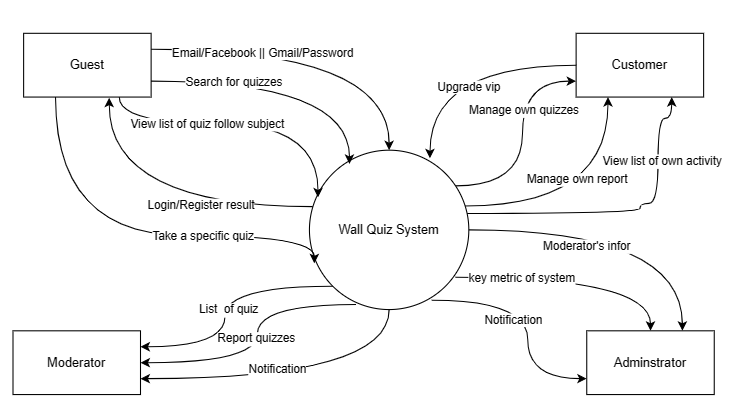 Guest
Email/Facebook || Gmail/Password
Search for quizzes
View list of quiz follow subject
Login/Register result
Take a specific quiz
Customer
Upgrade vip
Manage own quizzes
Manage own report
View list of own activity
Wall Quiz System
Moderator's infor
key metric of system
Notification
Adminstrator
List of quiz
Report quizzes
Notification
Moderator